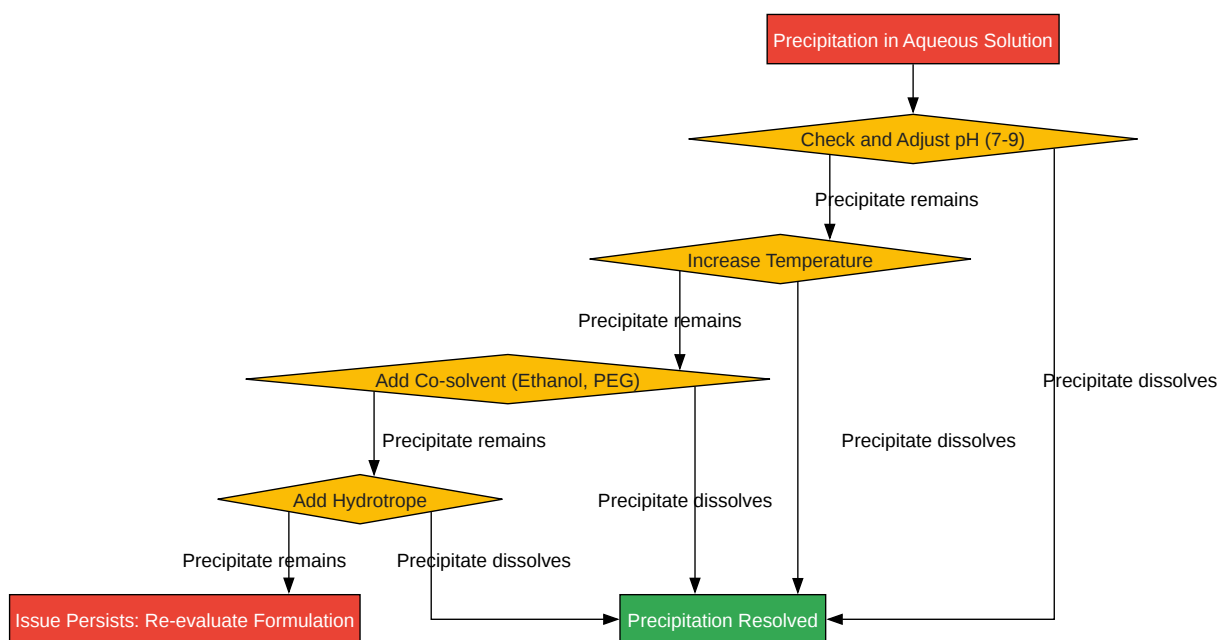 Precipitation in Aqueous Solution
Check and Adjust pH (7-9)
Precipitate remains
Increase Temperature
Precipitate remains
Add Co-solvent (Ethanol, PEG)
Precipitate dissolves
Precipitate remains
Precipitate dissolves
Add Hydrotrope
Precipitate dissolves
Precipitate remains
Precipitate dissolves
Issue Persists: Re-evaluate Formulation
Precipitation Resolved